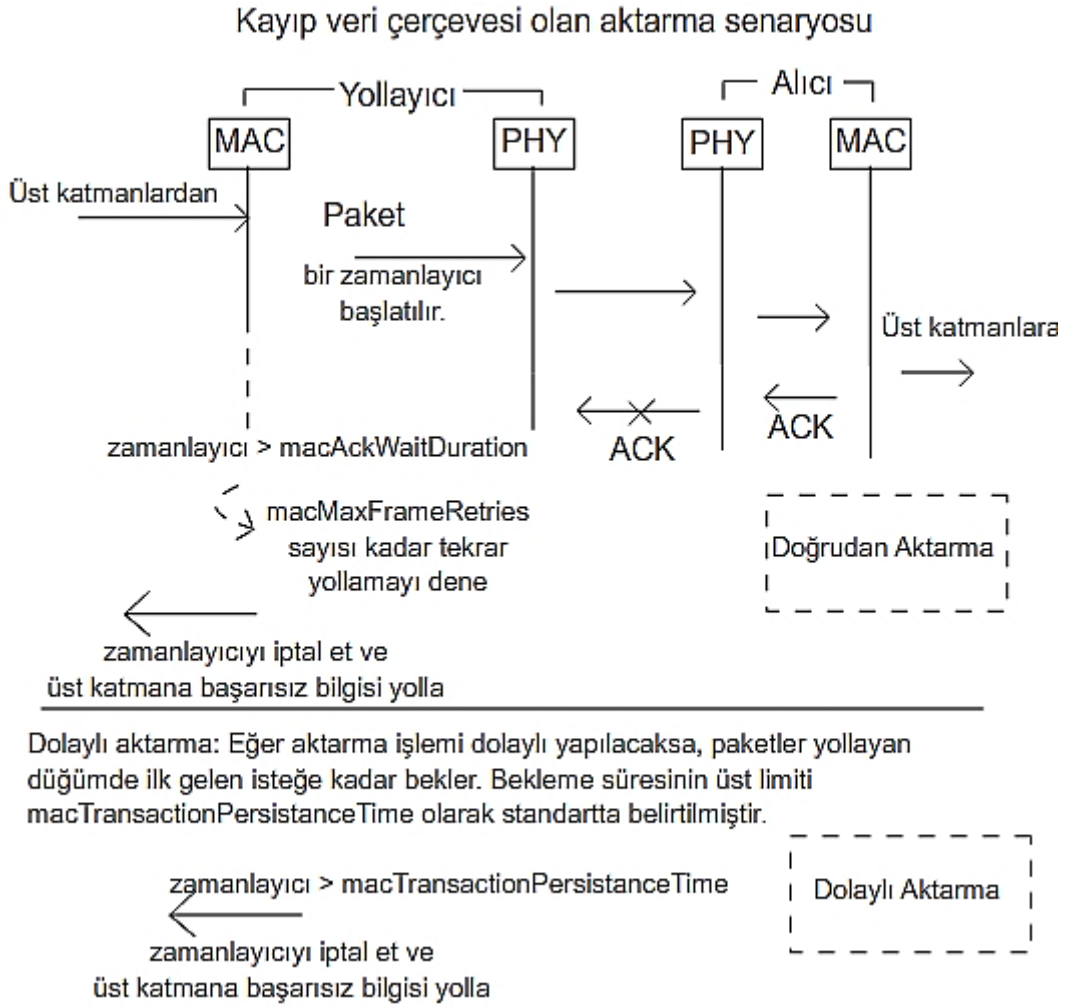 Kayıp veri çerçevesi olan aktarma senaryosu
Yollayıcı
Alıcı
MAC
PHY
PHY
MAC
Üst katmanlardan
Paket
bir zamanlayıcı
başlatılır.
Üst katmanlara
ACK
ACK
zamanlayıcı > macAckWaitDuration
macMaxFrameRetries
sayısı kadar tekrar
yollamayı dene
Doğrudan Aktarma
zamanlayıcıyı iptal et ve
üst katmana başarısız bilgisi yolla
Dolaylı aktarma: Eğer aktarma işlemi dolaylı yapılacaksa, paketler yollayan
düğümde ilk gelen isteğe kadar bekler. Bekleme süresinin üst limiti
macTransactionPersistanceTime olarak standartta belirtilmiştir.
zamanlayıcı > macTransactionPersistanceTime
Dolaylı Aktarma
zamanlayıcıyı iptal et ve
üst katmana başarısız bilgisi yolla